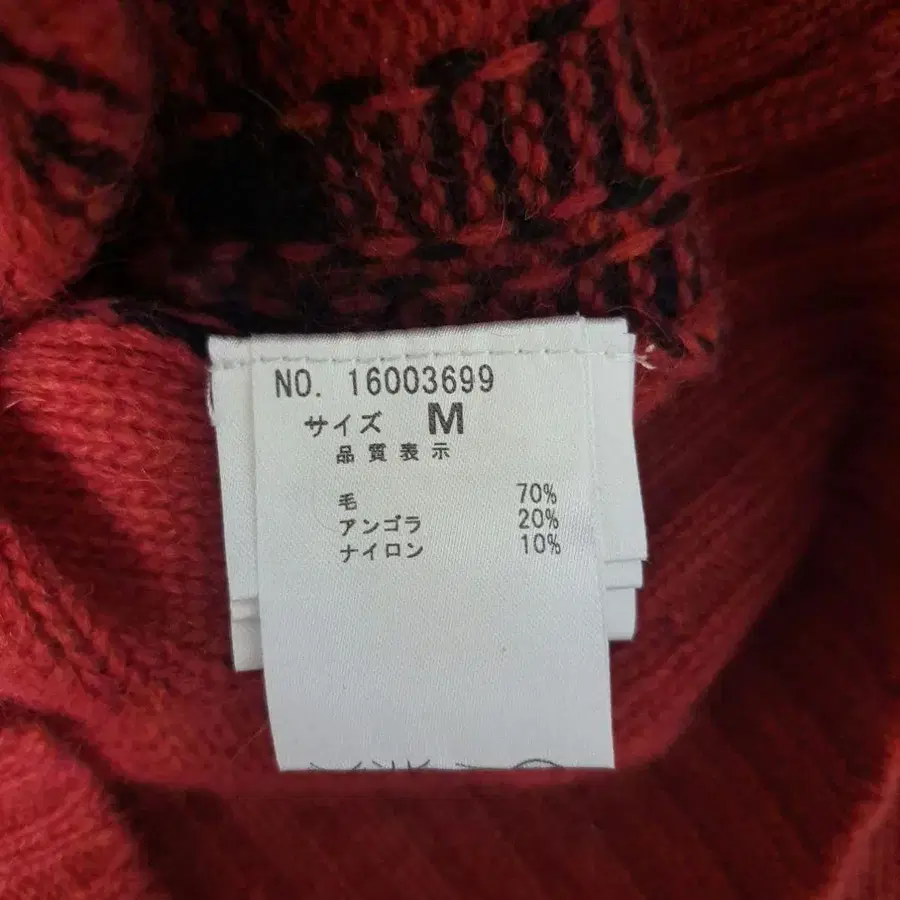 NO. 16003699
サイズ M
品質表示
毛 70%
アンゴラ 20%
ナイロン 10%